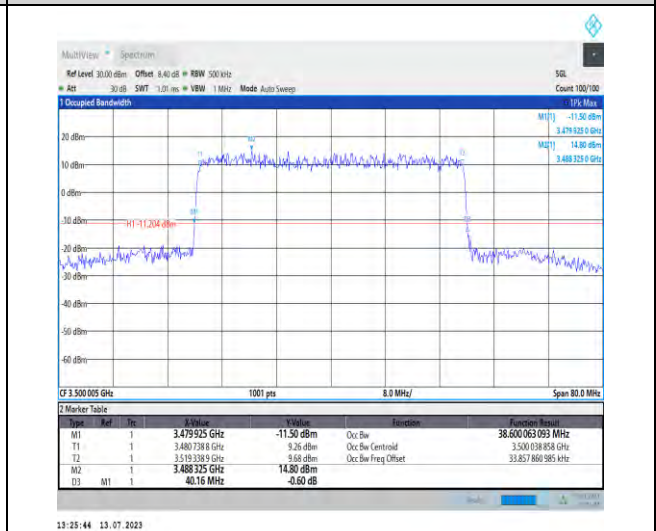 MultiView Spectrum
Ref Level 30.00 dBm Offset 8.40 dB RBW 500 kHz SGL
Att 30 dB SWT 1.01 ms VBW 1 MHz Mode Auto Sweep Count 100/100
1 Occupied Bandwidth 1Pk Max
M1[1] -11.50 dBm
3.479 925 0 GHz
M2[1] 14.80 dBm
3.488 325 0 GHz
20 dBm
10 dBm
0 dBm
-10 dBm
H1 -11.204 dBm
-20 dBm
-30 dBm
-40 dBm
-50 dBm
-60 dBm
CF 3.500 005 GHz 1001 pts 8.0 MHz/ Span 80.0 MHz
2 Marker Table
Type Ref Trc X-Value Y-Value Function Function Result
M1 1 3.479 925 GHz -11.50 dBm Occ Bw 38.600 063 093 MHz
T1 1 3.480 738 8 GHz 9.26 dBm Occ Bw Centroid 3.500 038 858 GHz
T2 1 3.519 338 9 GHz 9.68 dBm Occ Bw Freq Offset 33.857 860 985 kHz
M2 1 3.488 325 GHz 14.80 dBm
D3 M1 1 40.16 MHz -0.60 dB
13:25:44 13.07.2023